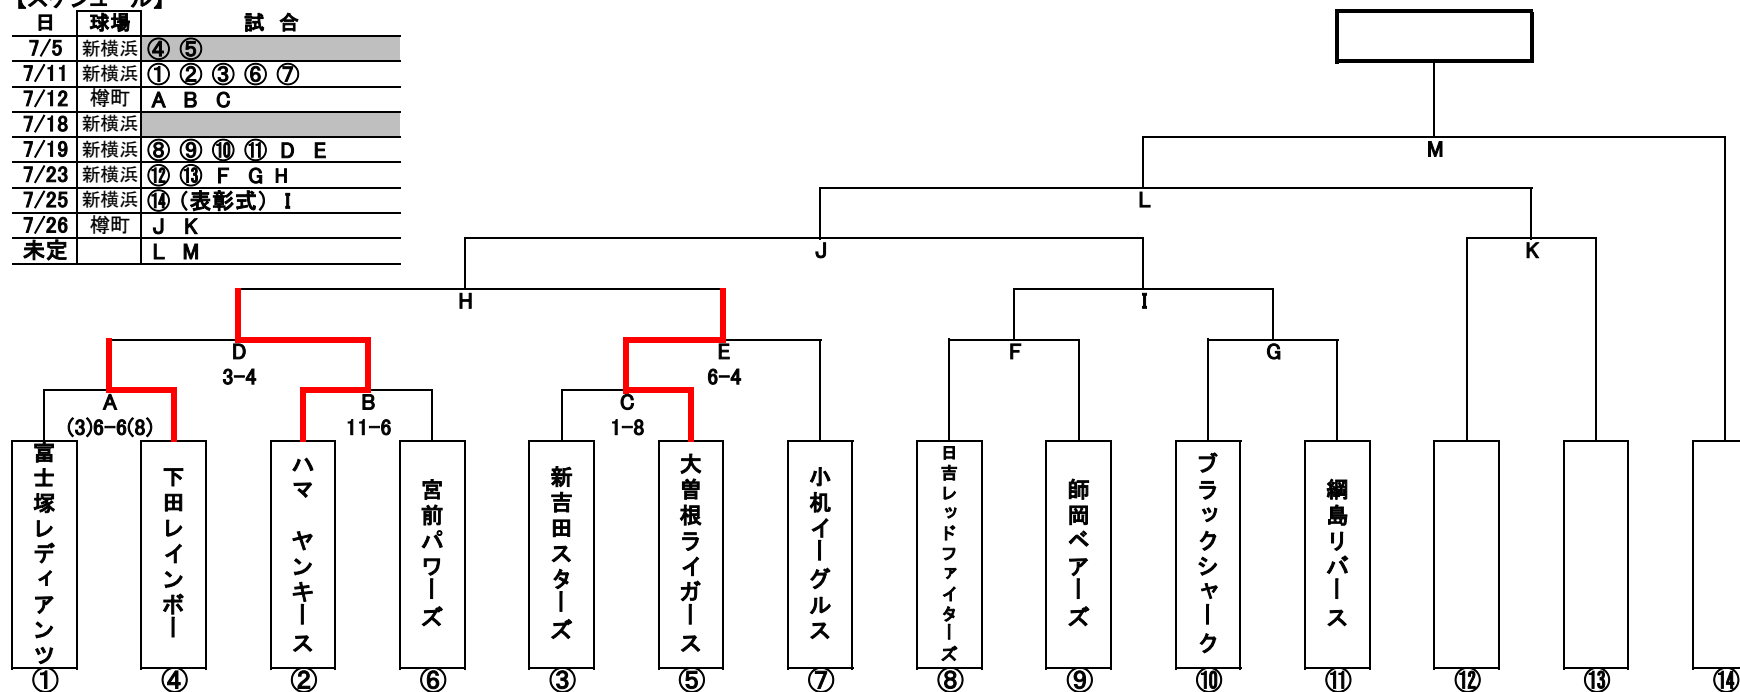 【スケジュール】
日 球場 試 合
7/5 新横浜 ④ ⑤
7/11 新横浜 ① ② ③ ⑥ ⑦
7/12 樽町 A B C
7/18 新横浜
7/19 新横浜 ⑧ ⑨ ⑩ ⑪ D E
7/23 新横浜 ⑫ ⑬ F G H
7/25 新横浜 ⑭ (表彰式) I
7/26 樽町 J K
未定 L M
M
L
J K
H I
D E F G
3-4 6-4
A B C
(3)6-6(8) 11-6 1-8
富士塚レディアンツ
下田レインボー
ハマ ヤンキース
宮前パワーズ
新吉田スターズ
大曽根ライガース
小机イーグルス
日吉レッドファイターズ
師岡ベアーズ
ブラックシャーク
綱島リバース
① ④ ② ⑥ ③ ⑤ ⑦ ⑧ ⑨ ⑩ ⑪ ⑫ ⑬ ⑭